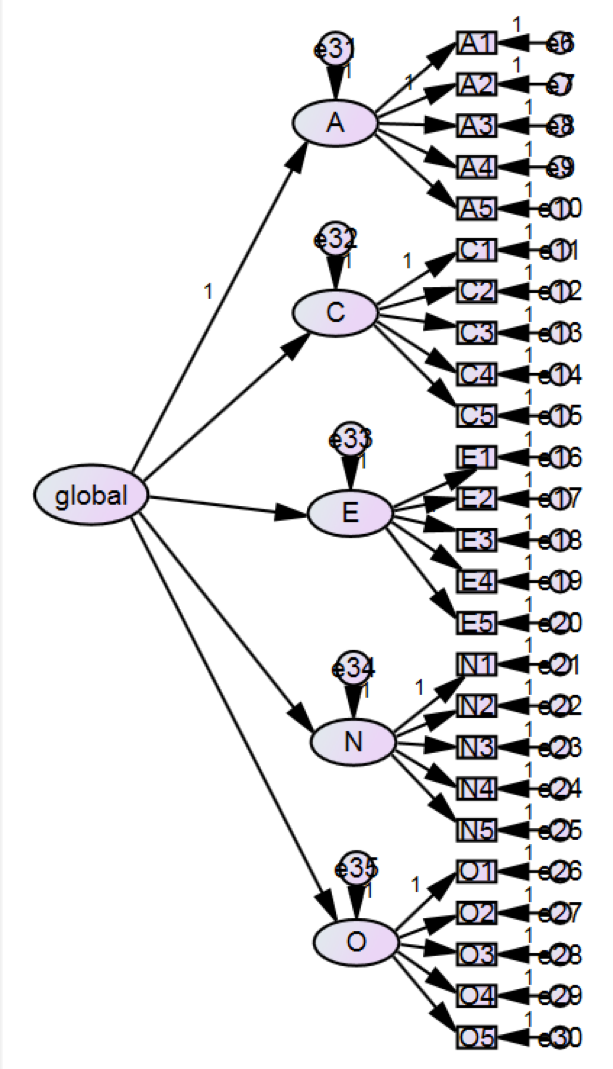 e31
1
A
1
A1
1
e6
A2
1
e7
A3
1
e8
A4
1
e9
A5
1
e10
e32
1
C
1
C1
1
e11
C2
1
e12
C3
1
e13
C4
1
e14
C5
1
e15
1
global
e33
1
E
E1
1
e16
E2
1
e17
E3
1
e18
E4
1
e19
E5
1
e20
e34
1
N
1
N1
1
e21
N2
1
e22
N3
1
e23
N4
1
e24
N5
1
e25
e35
1
O
1
O1
1
e26
O2
1
e27
O3
1
e28
O4
1
e29
O5
1
e30